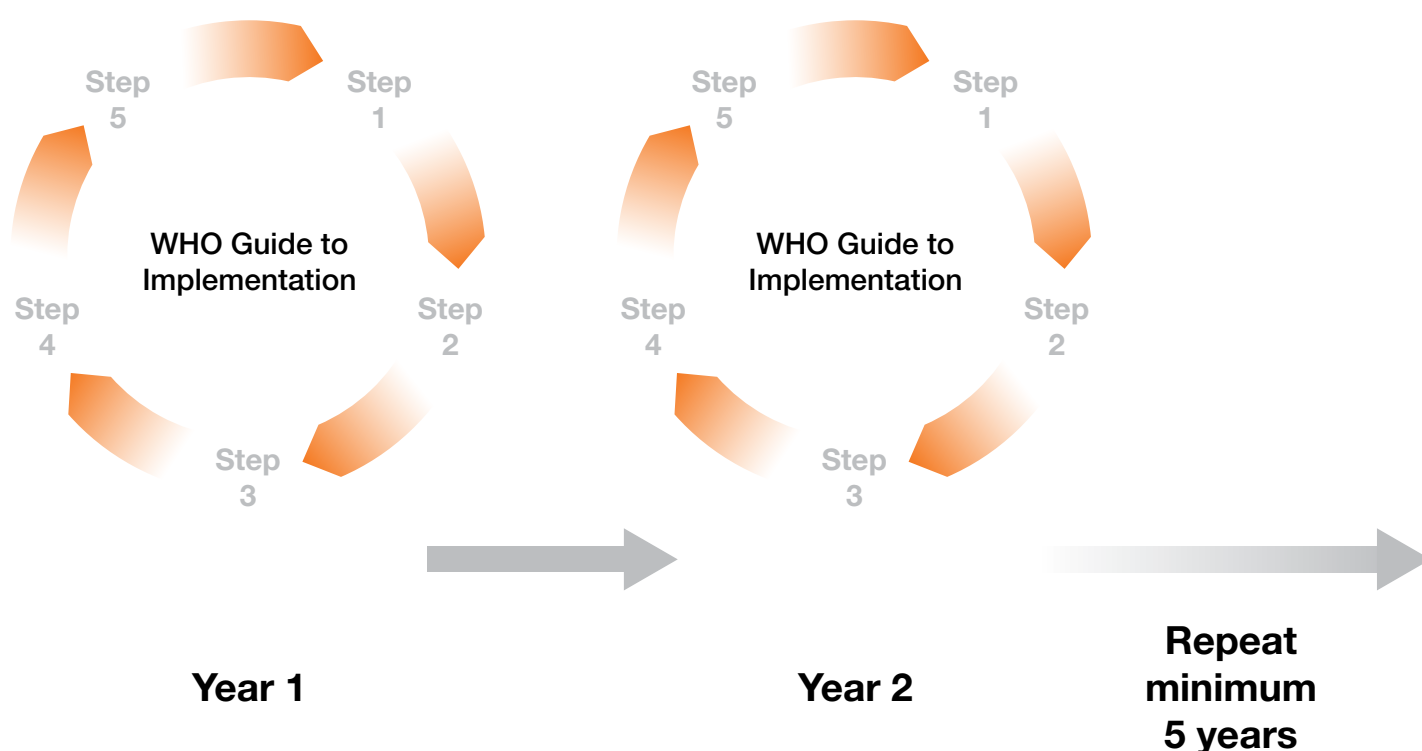 Step
5
Step
1
WHO Guide to
Implementation
Step
4
Step
2
Step
3
Year 1
Step
5
Step
1
WHO Guide to
Implementation
Step
4
Step
2
Step
3
Year 2
Repeat
minimum
5 years